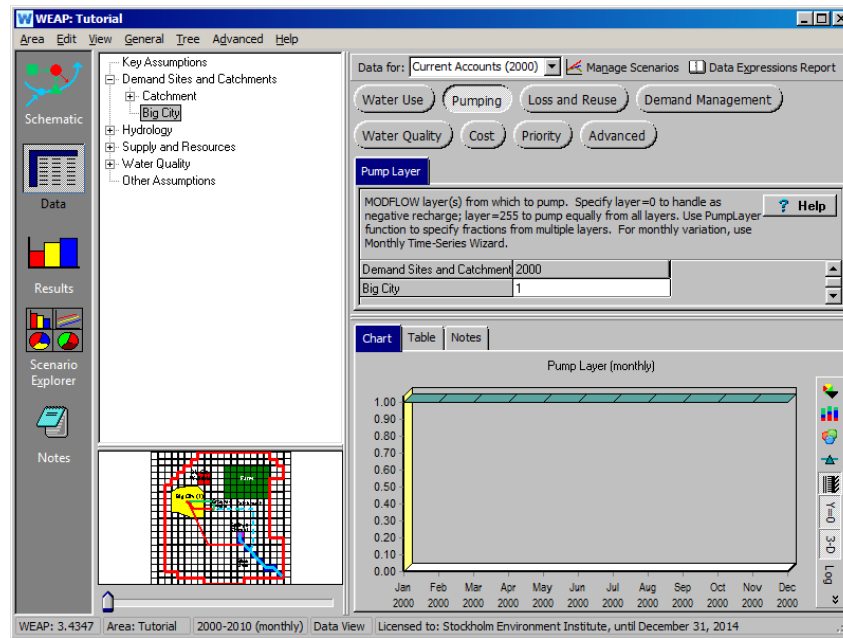 WEAP: Tutorial
Area Edit View General Tree Advanced Help
Schematic
Data
Results
Scenario
Explorer
Notes
Key Assumptions
Demand Sites and Catchments
Catchment
Big City
Hydrology
Supply and Resources
Water Quality
Other Assumptions
Big City (1)
Data for: Current Accounts (2000) Manage Scenarios Data Expressions Report
Water Use Pumping Loss and Reuse Demand Management
Water Quality Cost Priority Advanced
Pump Layer
MODFLOW layer(s) from which to pump. Specify layer=0 to handle as
negative recharge; layer=255 to pump equally from all layers. Use PumpLayer
function to specify fractions from multiple layers. For monthly variation, use
Monthly Time-Series Wizard.
? Help
Demand Sites and Catchment 2000
Big City 1
Chart Table Notes
Pump Layer (monthly)
1.00
0.90
0.80
0.70
0.60
0.50
0.40
0.30
0.20
0.10
0.00
Jan Feb Mar Apr May Jun Jul Aug Sep Oct Nov Dec
2000 2000 2000 2000 2000 2000 2000 2000 2000 2000 2000 2000
Y=0
3-D
Log
WEAP: 3.4347 Area: Tutorial 2000-2010 (monthly) Data View Licensed to: Stockholm Environment Institute, until December 31, 2014